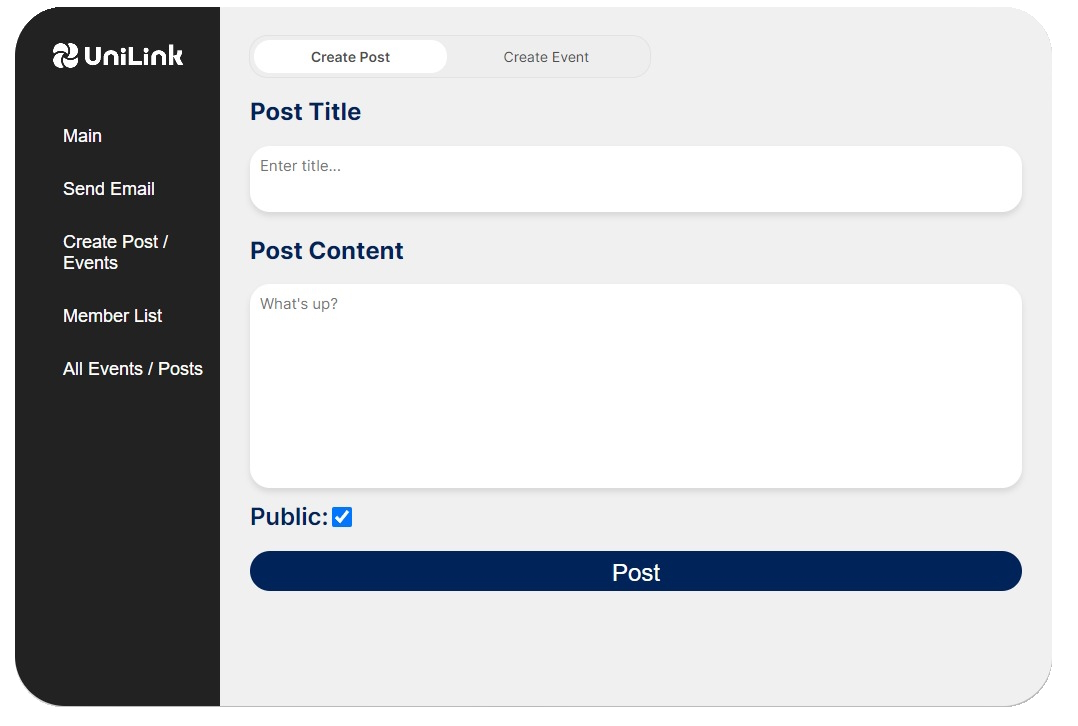 UniLink
Main
Send Email
Create Post /
Events
Member List
All Events / Posts
Create Post
Create Event
Post Title
Enter title...
Post Content
What's up?
Public:
Post